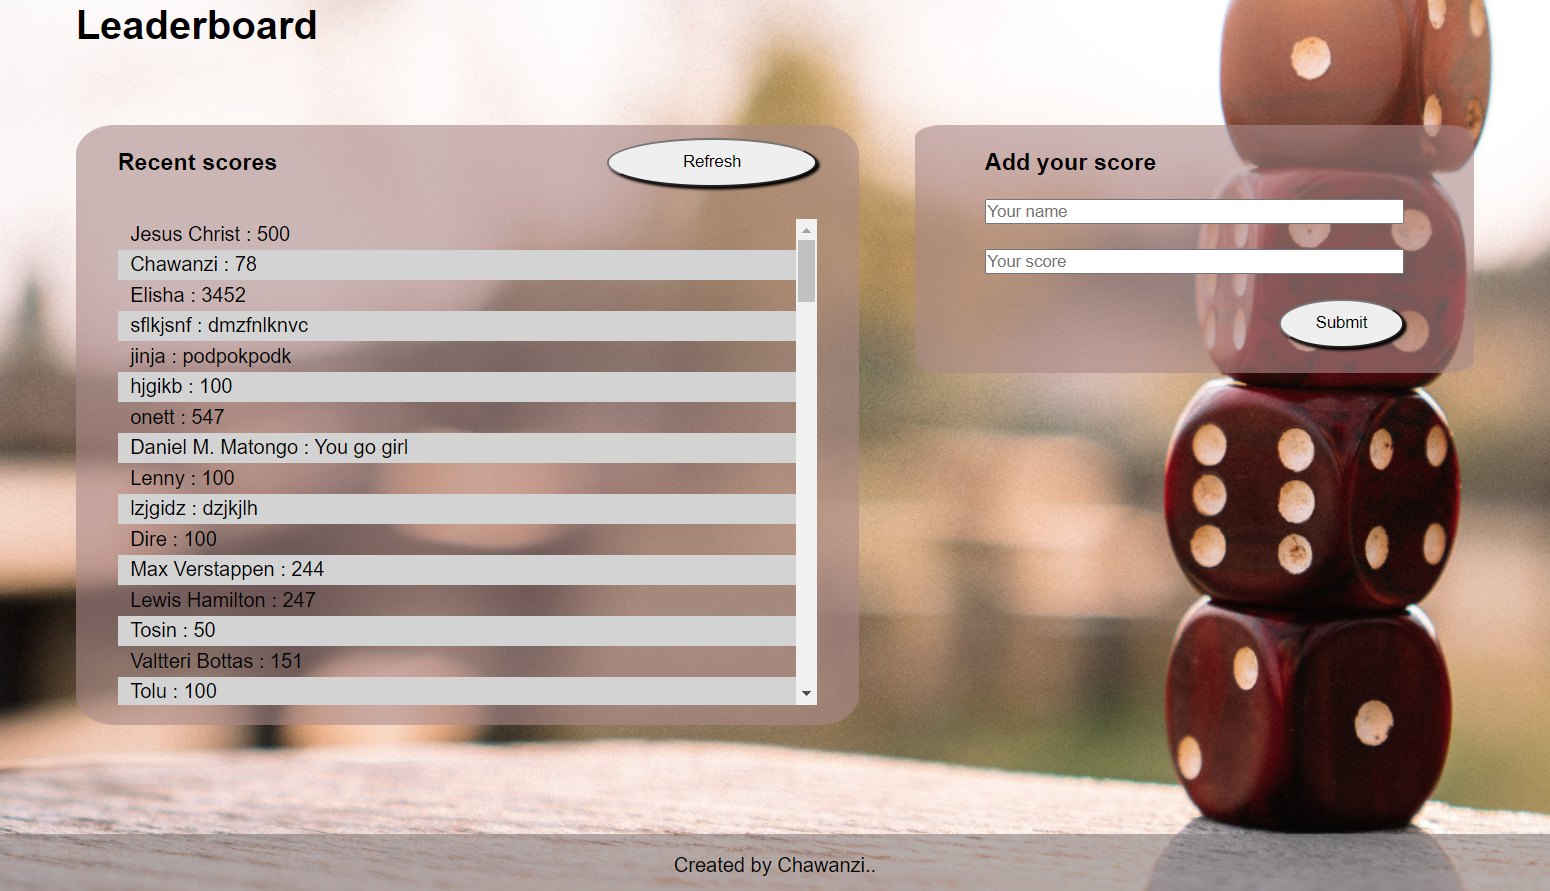 Leaderboard
Recent scores
Refresh
Jesus Christ : 500
Chawanzi : 78
Elisha : 3452
sflkjsnf : dmzfnlknvc
jinja : podpokpodk
hjgikb : 100
onett : 547
Daniel M. Matongo : You go girl
Lenny : 100
lzjgidz : dzjkjlh
Dire : 100
Max Verstappen : 244
Lewis Hamilton : 247
Tosin : 50
Valtteri Bottas : 151
Tolu : 100
Add your score
Your name
Your score
Submit
Created by Chawanzi..